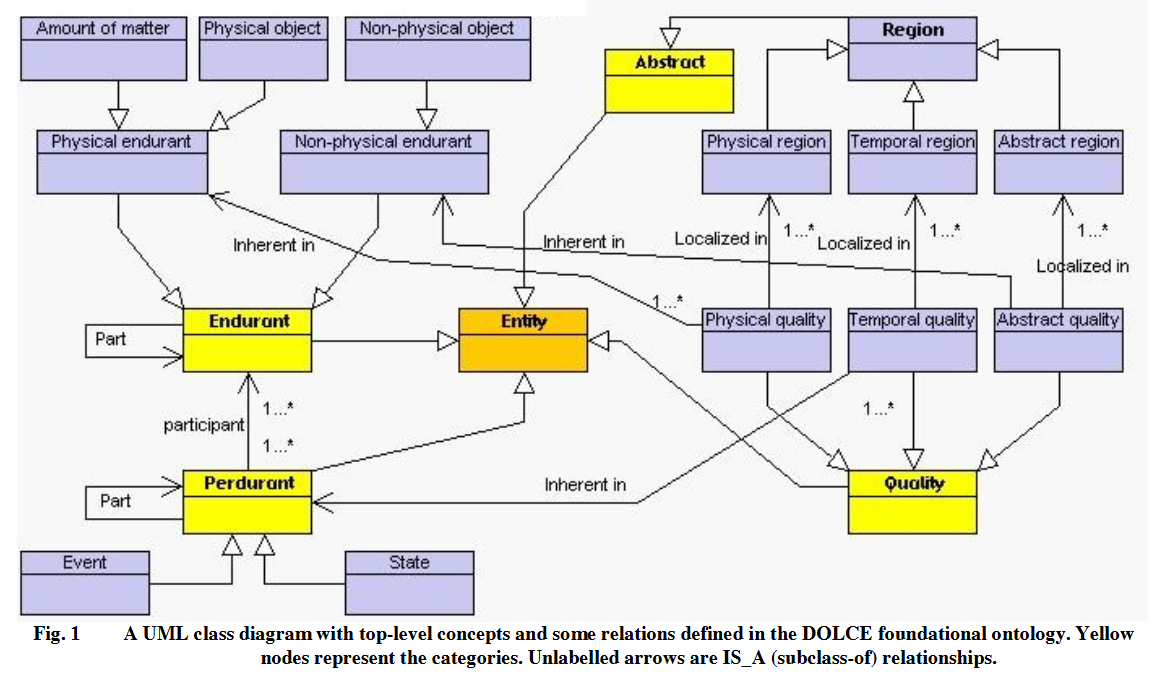 Amount of matter
Physical object
Non-physical object
Abstract
Region
Physical endurant
Non-physical endurant
Physical region
Temporal region
Abstract region
Inherent in
Inherent in
Localized in
1...*
Localized in
1...*
Localized in
1...*
Endurant
Part
Entity
1...*
Physical quality
Temporal quality
Abstract quality
participant
1...*
1...*
1...*
Perdurant
Part
Inherent in
Quality
Event
State
Fig. 1 A UML class diagram with top-level concepts and some relations defined in the DOLCE foundational ontology. Yellow
nodes represent the categories. Unlabelled arrows are IS_A (subclass-of) relationships.